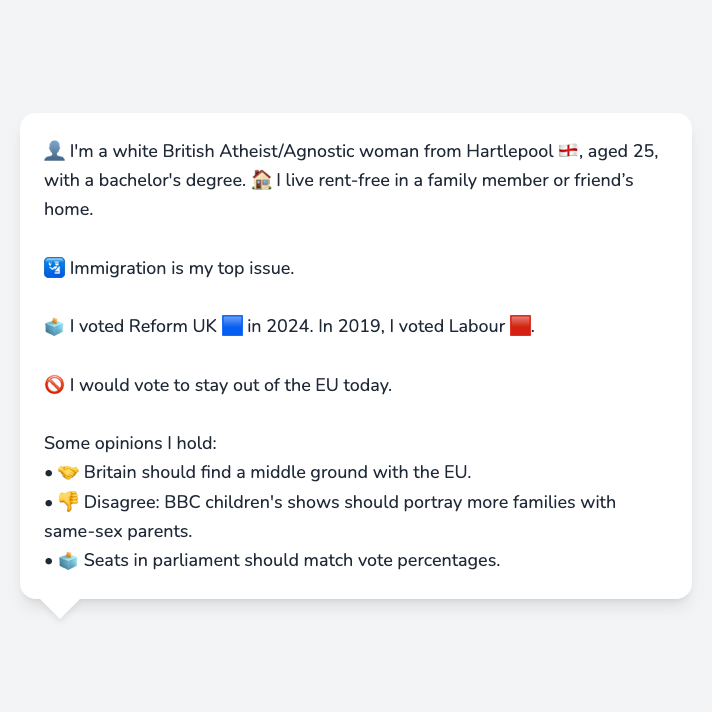 👤 I'm a white British Atheist/Agnostic woman from Hartlepool 🏴󠁧󠁢󠁥󠁮󠁧󠁿, aged 25,
with a bachelor's degree. 🏠 I live rent-free in a family member or friend’s
home.
🛂 Immigration is my top issue.
🗳️ I voted Reform UK 🟦 in 2024. In 2019, I voted Labour 🟥.
🚫 I would vote to stay out of the EU today.
Some opinions I hold:
• 🤝 Britain should find a middle ground with the EU.
• 👎 Disagree: BBC children's shows should portray more families with
same-sex parents.
• 🗳️ Seats in parliament should match vote percentages.